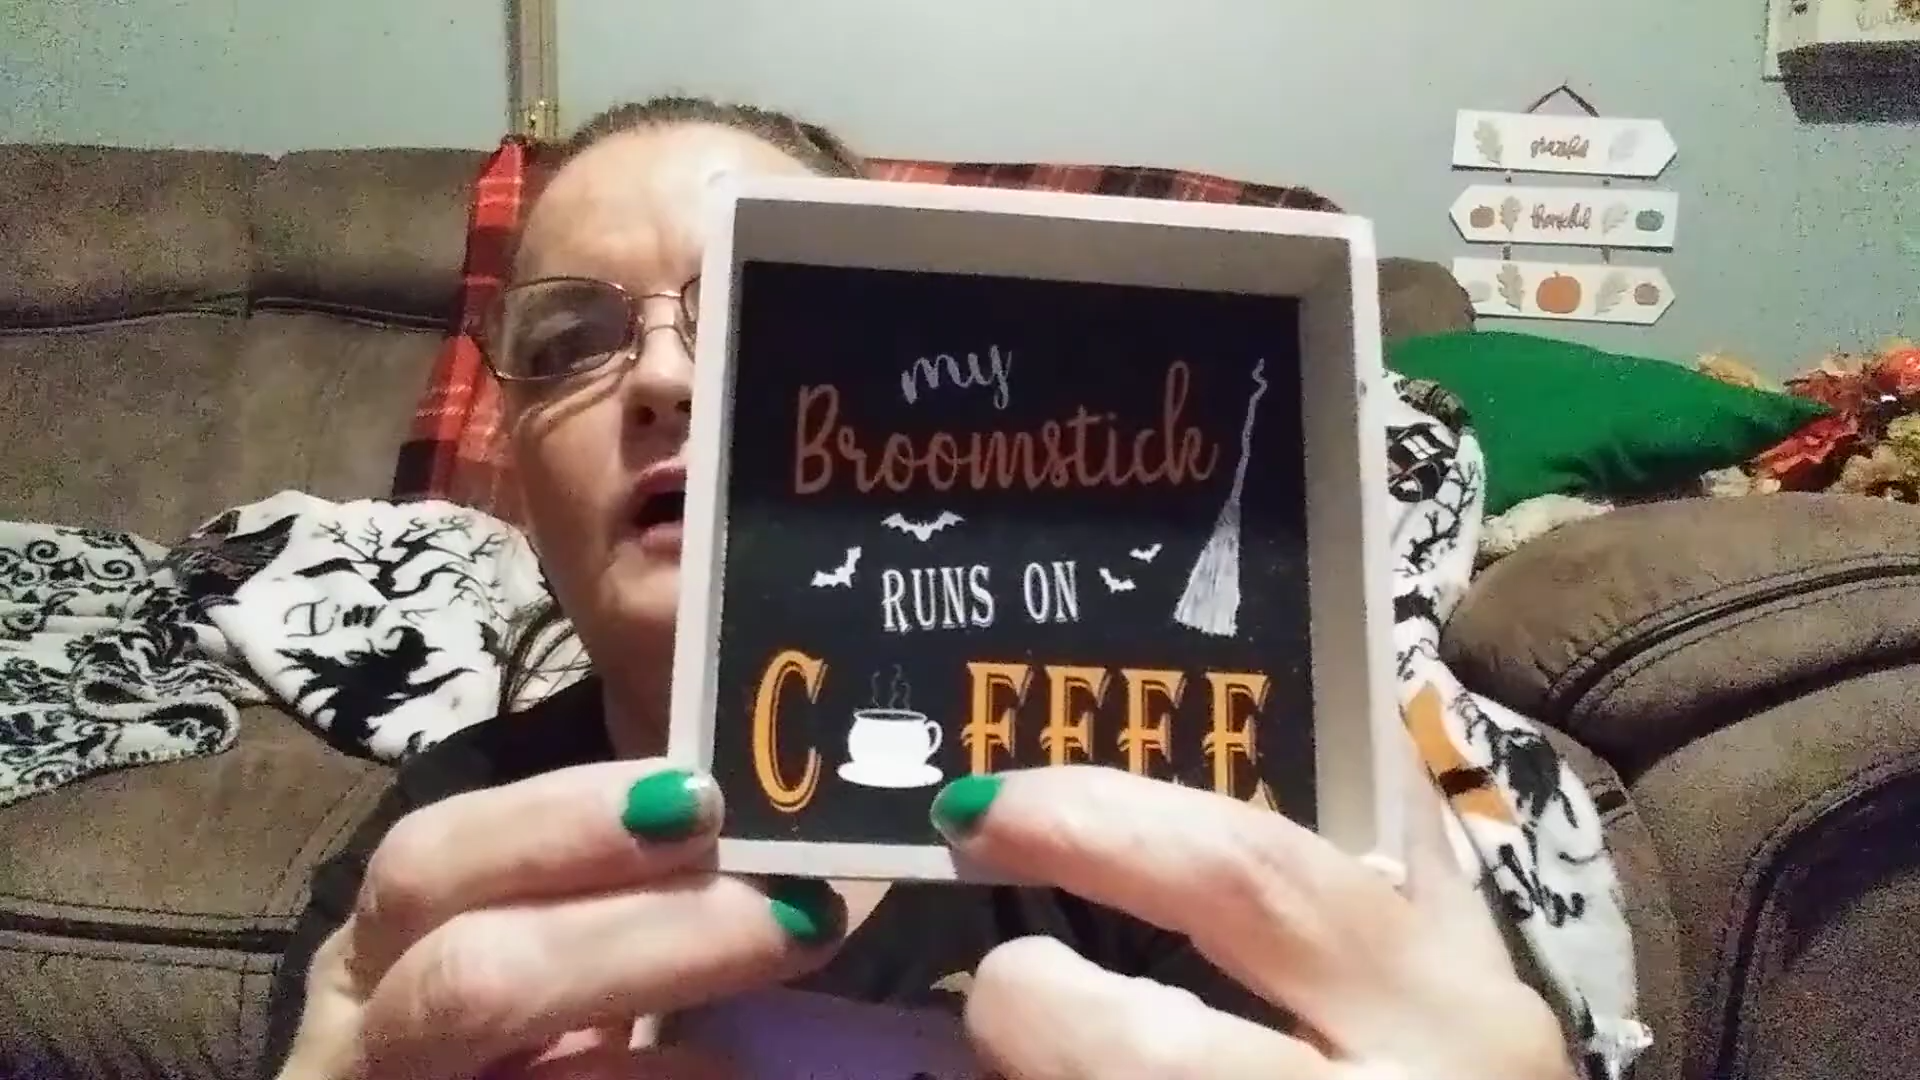 my
Broomstick
RUNS ON
C FFEE
grateful
thankful
I'm